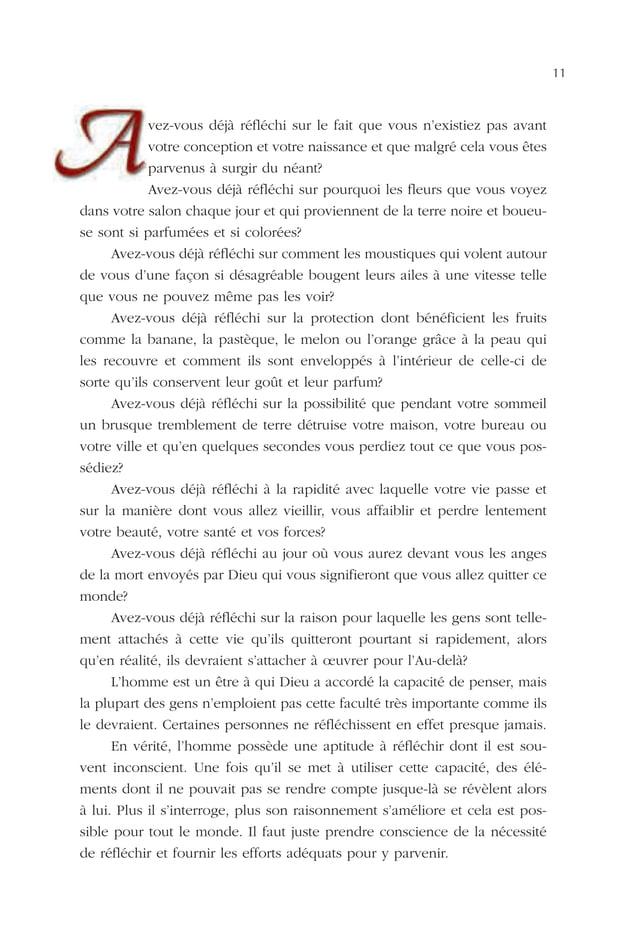 11
Avez-vous déjà réfléchi sur le fait que vous n'existiez pas avant
votre conception et votre naissance et que malgré cela vous êtes
parvenus à surgir du néant?
Avez-vous déjà réfléchi sur pourquoi les fleurs que vous voyez
dans votre salon chaque jour et qui proviennent de la terre noire et boueu-
se sont si parfumées et si colorées?
Avez-vous déjà réfléchi sur comment les moustiques qui volent autour
de vous d'une façon si désagréable bougent leurs ailes à une vitesse telle
que vous ne pouvez même pas les voir?
Avez-vous déjà réfléchi sur la protection dont bénéficient les fruits
comme la banane, la pastèque, le melon ou l'orange grâce à la peau qui
les recouvre et comment ils sont enveloppés à l'intérieur de celle-ci de
sorte qu'ils conservent leur goût et leur parfum?
Avez-vous déjà réfléchi sur la possibilité que pendant votre sommeil
un brusque tremblement de terre détruise votre maison, votre bureau ou
votre ville et qu'en quelques secondes vous perdiez tout ce que vous pos-
sédiez?
Avez-vous déjà réfléchi à la rapidité avec laquelle votre vie passe et
sur la manière dont vous allez vieillir, vous affaiblir et perdre lentement
votre beauté, votre santé et vos forces?
Avez-vous déjà réfléchi au jour où vous aurez devant vous les anges
de la mort envoyés par Dieu qui vous signifieront que vous allez quitter ce
monde?
Avez-vous déjà réfléchi sur la raison pour laquelle les gens sont telle-
ment attachés à cette vie qu'ils quitteront pourtant si rapidement, alors
qu'en réalité, ils devraient s'attacher à œuvrer pour l'Au-delà?
L'homme est un être à qui Dieu a accordé la capacité de penser, mais
la plupart des gens n'emploient pas cette faculté très importante comme ils
le devraient. Certaines personnes ne réfléchissent en effet presque jamais.
En vérité, l'homme possède une aptitude à réfléchir dont il est sou-
vent inconscient. Une fois qu'il se met à utiliser cette capacité, des élé-
ments dont il ne pouvait pas se rendre compte jusque-là se révèlent alors
à lui. Plus il s'interroge, plus son raisonnement s'améliore et cela est pos-
sible pour tout le monde. Il faut juste prendre conscience de la nécessité
de réfléchir et fournir les efforts adéquats pour y parvenir.